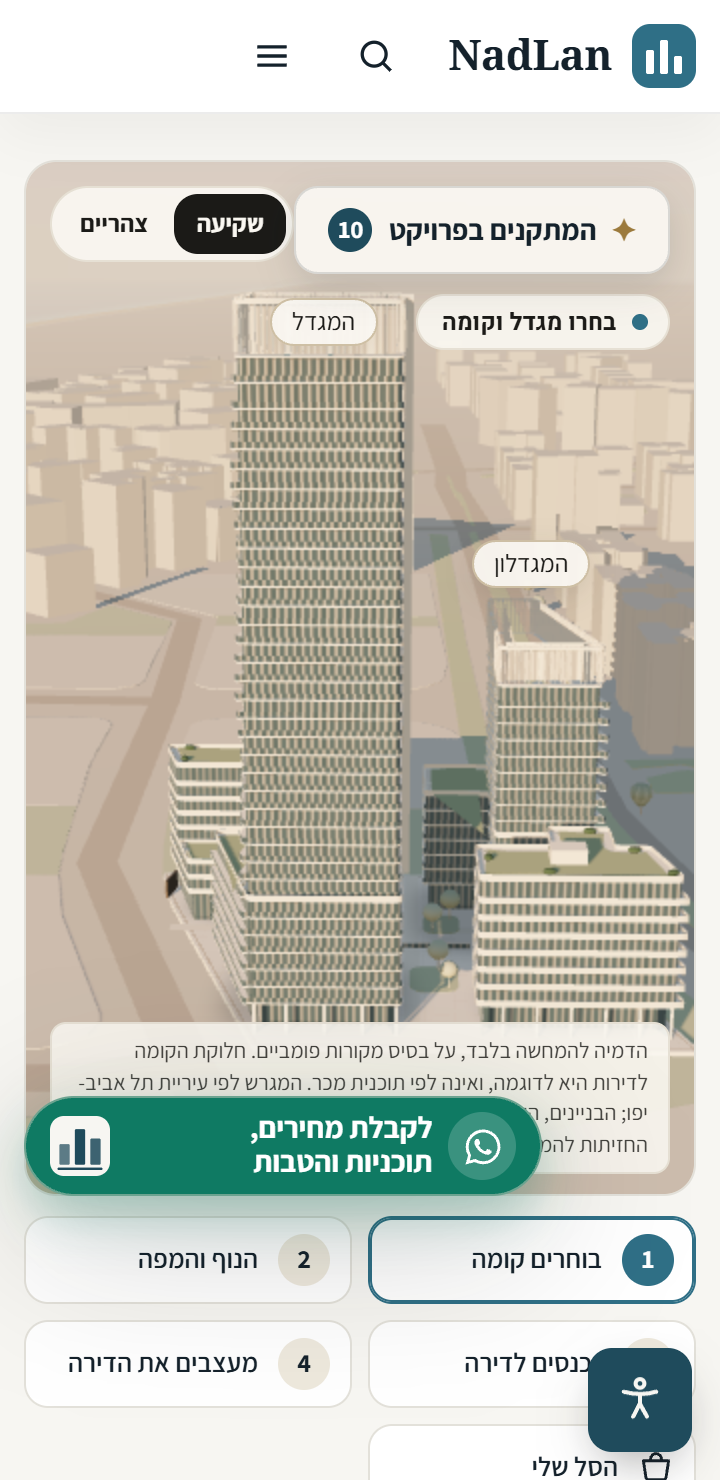 NadLan
המתקנים בפרויקט 10
שקיעה
צהריים
בחרו מגדל וקומה
המגדל
המגדלון
הדמיה להמחשה בלבד, על בסיס מקורות פומביים. חלוקת הקומה
לדירות היא לדוגמה, ואינה לפי תוכנית מכר. המגרש לפי עיריית תל אביב-
יפו; הבניינים,
החזיתות
לקבלת מחירים,
תוכניות והטבות
1 בוחרים קומה
2 הנוף והמפה
לדירה
4 מעצבים את הדירה
הסל שלי